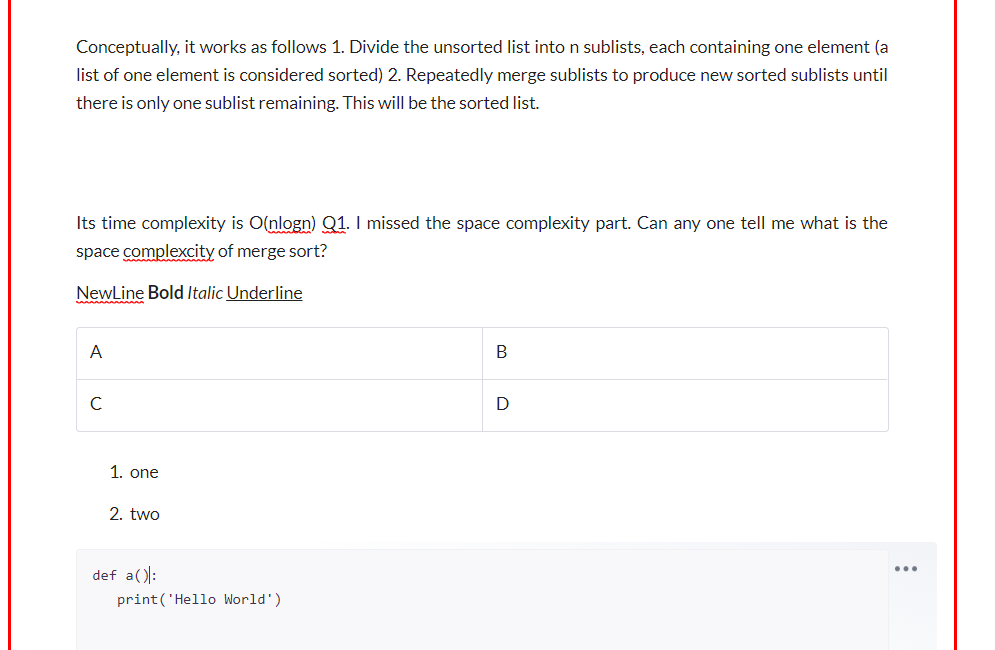 Conceptually, it works as follows 1. Divide the unsorted list into n sublists, each containing one element (a
list of one element is considered sorted) 2. Repeatedly merge sublists to produce new sorted sublists until
there is only one sublist remaining. This will be the sorted list.
Its time complexity is O(nlogn) Q1. I missed the space complexity part. Can any one tell me what is the
space complexcity of merge sort?
NewLine Bold Italic Underline
A B
C D
1. one
2. two
def a():
print('Hello World')